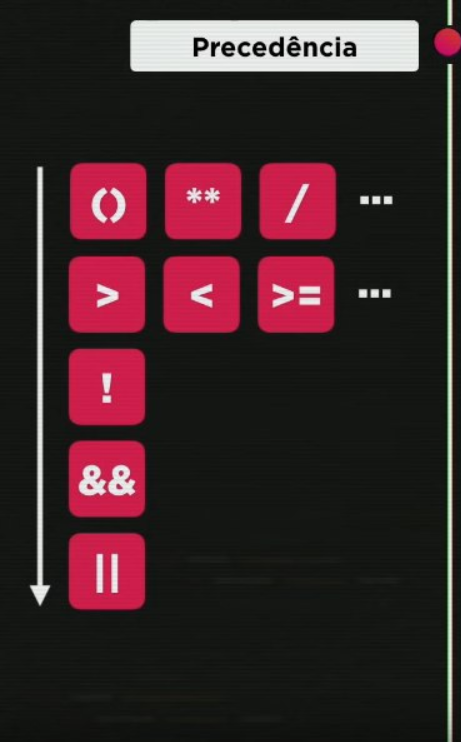 Precedência
() ** / ...
> < >= ...
!
&&
||